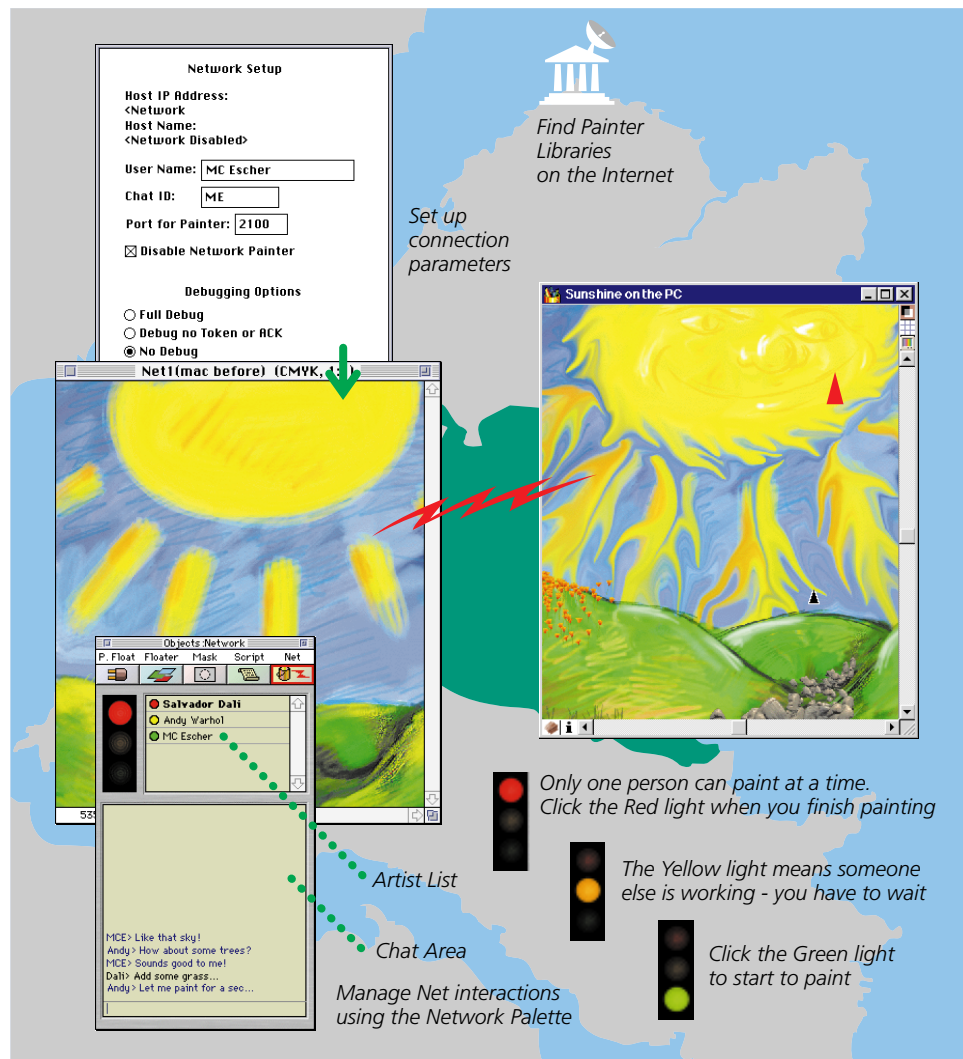 Network Setup
Host IP Address:
<Network
Host Name:
<Network Disabled>
User Name: MC Escher
Chat ID: ME
Port for Painter: 2100
Disable Network Painter
Debugging Options
Full Debug
Debug no Token or ACK
No Debug
Find Painter
Libraries
on the Internet
Set up
connection
parameters
Sunshine on the PC
Net1(mac before) (CMYK, 1:
Objects:Network
P. Float Floater Mask Script Net
Salvador Dali
Andy Warhol
MC Escher
535
MCE> Like that sky!
Andy> How about some trees?
MCE> Sounds good to me!
Dali> Add some grass...
Andy> Let me paint for a sec...
Artist List
Chat Area
Manage Net interactions
using the Network Palette
Only one person can paint at a time.
Click the Red light when you finish painting
The Yellow light means someone
else is working - you have to wait
Click the Green light
to start to paint